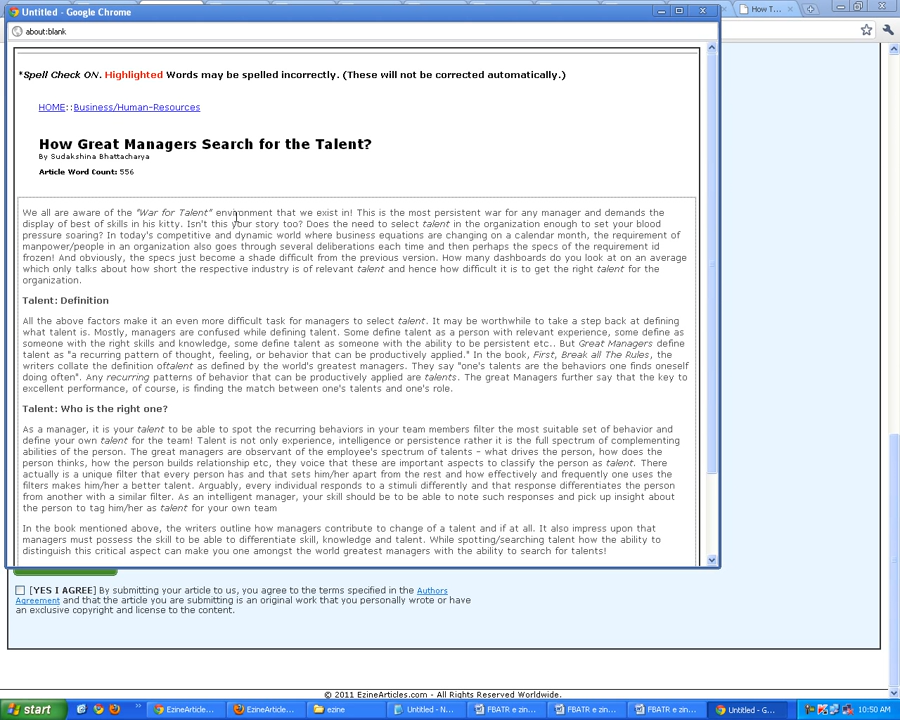 Untitled - Google Chrome
How T...
about:blank
*Spell Check ON. Highlighted Words may be spelled incorrectly. (These will not be corrected automatically.)
HOME::Business/Human-Resources
How Great Managers Search for the Talent?
By Sudakshina Bhattacharya
Article Word Count: 556
We all are aware of the "War for Talent" environment that we exist in! This is the most persistent war for any manager and demands the
display of best of skills in his kitty. Isn't this your story too? Does the need to select talent in the organization enough to set your blood
pressure soaring? In today's competitive and dynamic world where business equations are changing on a calendar month, the requirement of
manpower/people in an organization also goes through several deliberations each time and then perhaps the specs of the requirement id
frozen! And obviously, the specs just become a shade difficult from the previous version. How many dashboards do you look at on an average
which only talks about how short the respective industry is of relevant talent and hence how difficult it is to get the right talent for the
organization.
Talent: Definition
All the above factors make it an even more difficult task for managers to select talent. It may be worthwhile to take a step back at defining
what talent is. Mostly, managers are confused while defining talent. Some define talent as a person with relevant experience, some define as
someone with the right skills and knowledge, some define talent as someone with the ability to be persistent etc.. But Great Managers define
talent as "a recurring pattern of thought, feeling, or behavior that can be productively applied." In the book, First, Break all The Rules, the
writers collate the definition oftalent as defined by the world's greatest managers. They say "one's talents are the behaviors one finds oneself
doing often". Any recurring patterns of behavior that can be productively applied are talents. The great Managers further say that the key to
excellent performance, of course, is finding the match between one's talents and one's role.
Talent: Who is the right one?
As a manager, it is your talent to be able to spot the recurring behaviors in your team members filter the most suitable set of behavior and
define your own talent for the team! Talent is not only experience, intelligence or persistence rather it is the full spectrum of complementing
abilities of the person. The great managers are observant of the employee's spectrum of talents - what drives the person, how does the
person thinks, how the person builds relationship etc, they voice that these are important aspects to classify the person as talent. There
actually is a unique filter that every person has and that sets him/her apart from the rest and how effectively and frequently one uses the
filters makes him/her a better talent. Arguably, every individual responds to a stimuli differently and that response differentiates the person
from another with a similar filter. As an intelligent manager, your skill should be to be able to note such responses and pick up insight about
the person to tag him/her as talent for your own team
In the book mentioned above, the writers outline how managers contribute to change of a talent and if at all. It also impress upon that
managers must possess the skill to be able to differentiate skill, knowledge and talent. While spotting/searching talent how the ability to
distinguish this critical aspect can make you one amongst the world greatest managers with the ability to search for talents!
[YES I AGREE] By submitting your article to us, you agree to the terms specified in the Authors
Agreement and that the article you are submitting is an original work that you personally wrote or have
an exclusive copyright and license to the content.
© 2011 EzineArticles.com - All Rights Reserved Worldwide.
start
EzineArticle...
EzineArticle...
ezine
Untitled - N...
FBATR e zin...
FBATR e zin...
FBATR e zin...
Untitled - G...
10:50 AM